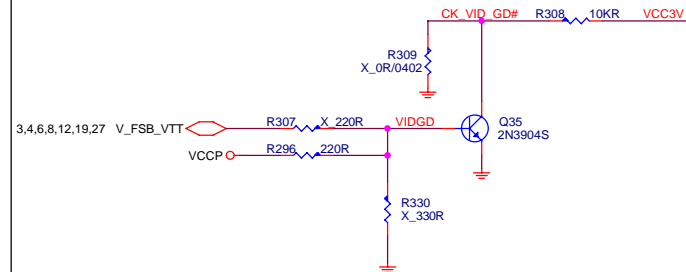 CK_VID_GD# R308 10KR VCC3V
R309
X_0R/0402
3,4,6,8,12,19,27 V_FSB_VTT R307 X_220R VIDGD Q35
2N3904S
VCCP R296 220R
R330
X_330R